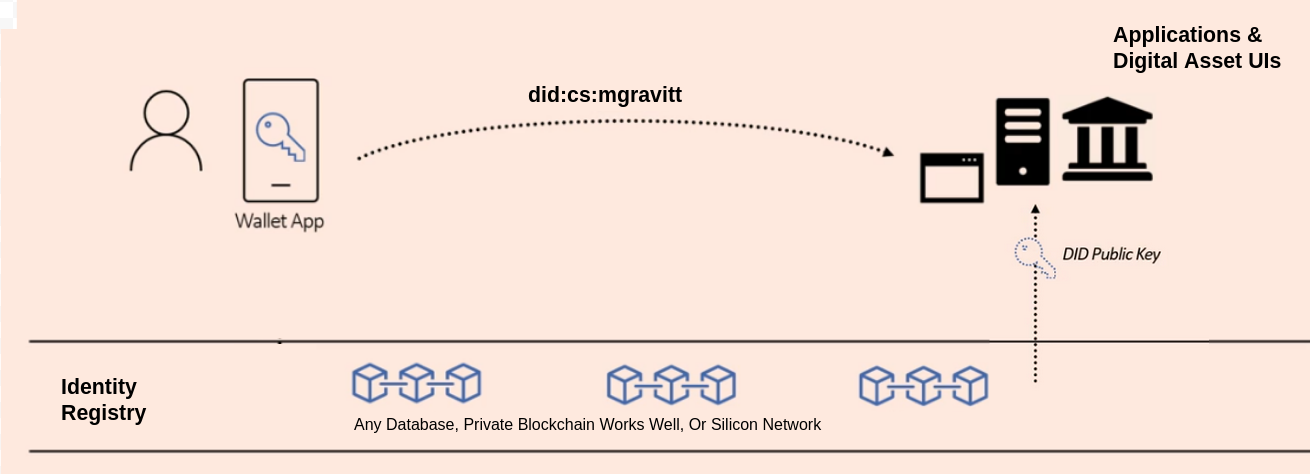 Applications &
Digital Asset UIs
did:cs:mgravitt
Wallet App
DID Public Key
Identity
Registry
Any Database, Private Blockchain Works Well, Or Silicon Network